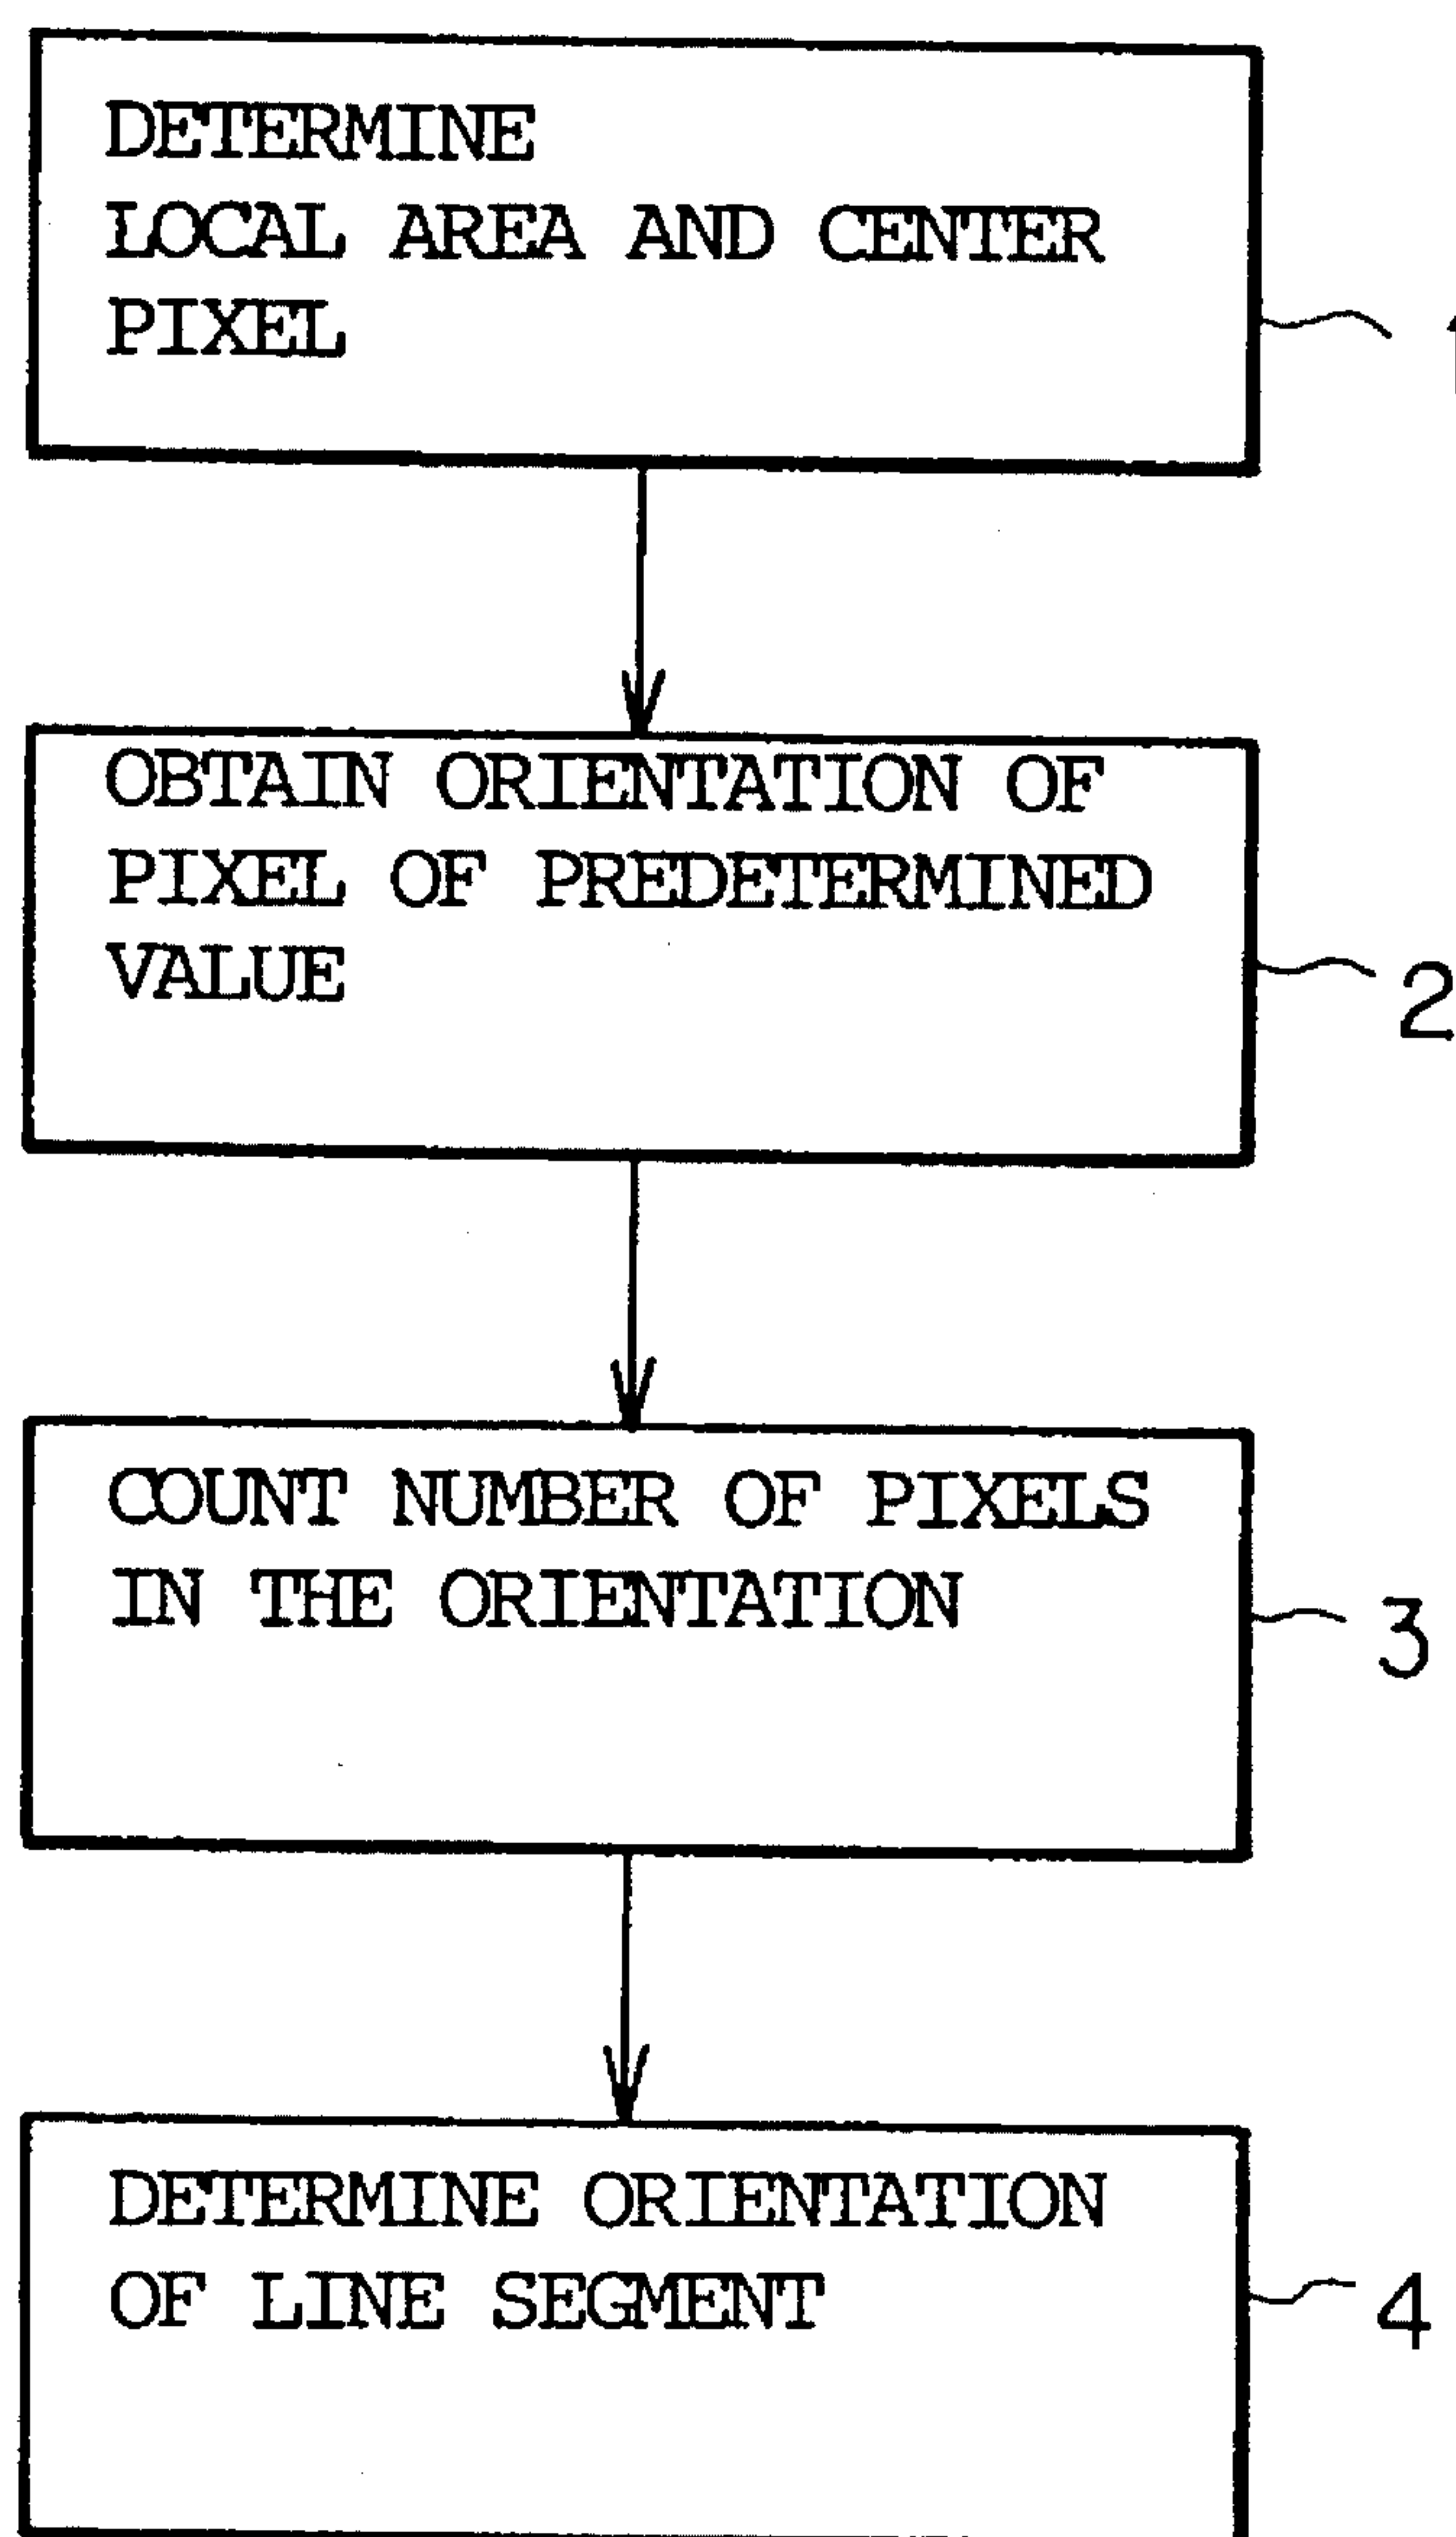 DETERMINE
LOCAL AREA AND CENTER
PIXEL
1
OBTAIN ORIENTATION OF
PIXEL OF PREDETERMINED
VALUE
2
COUNT NUMBER OF PIXELS
IN THE ORIENTATION
3
DETERMINE ORIENTATION
OF LINE SEGMENT
4